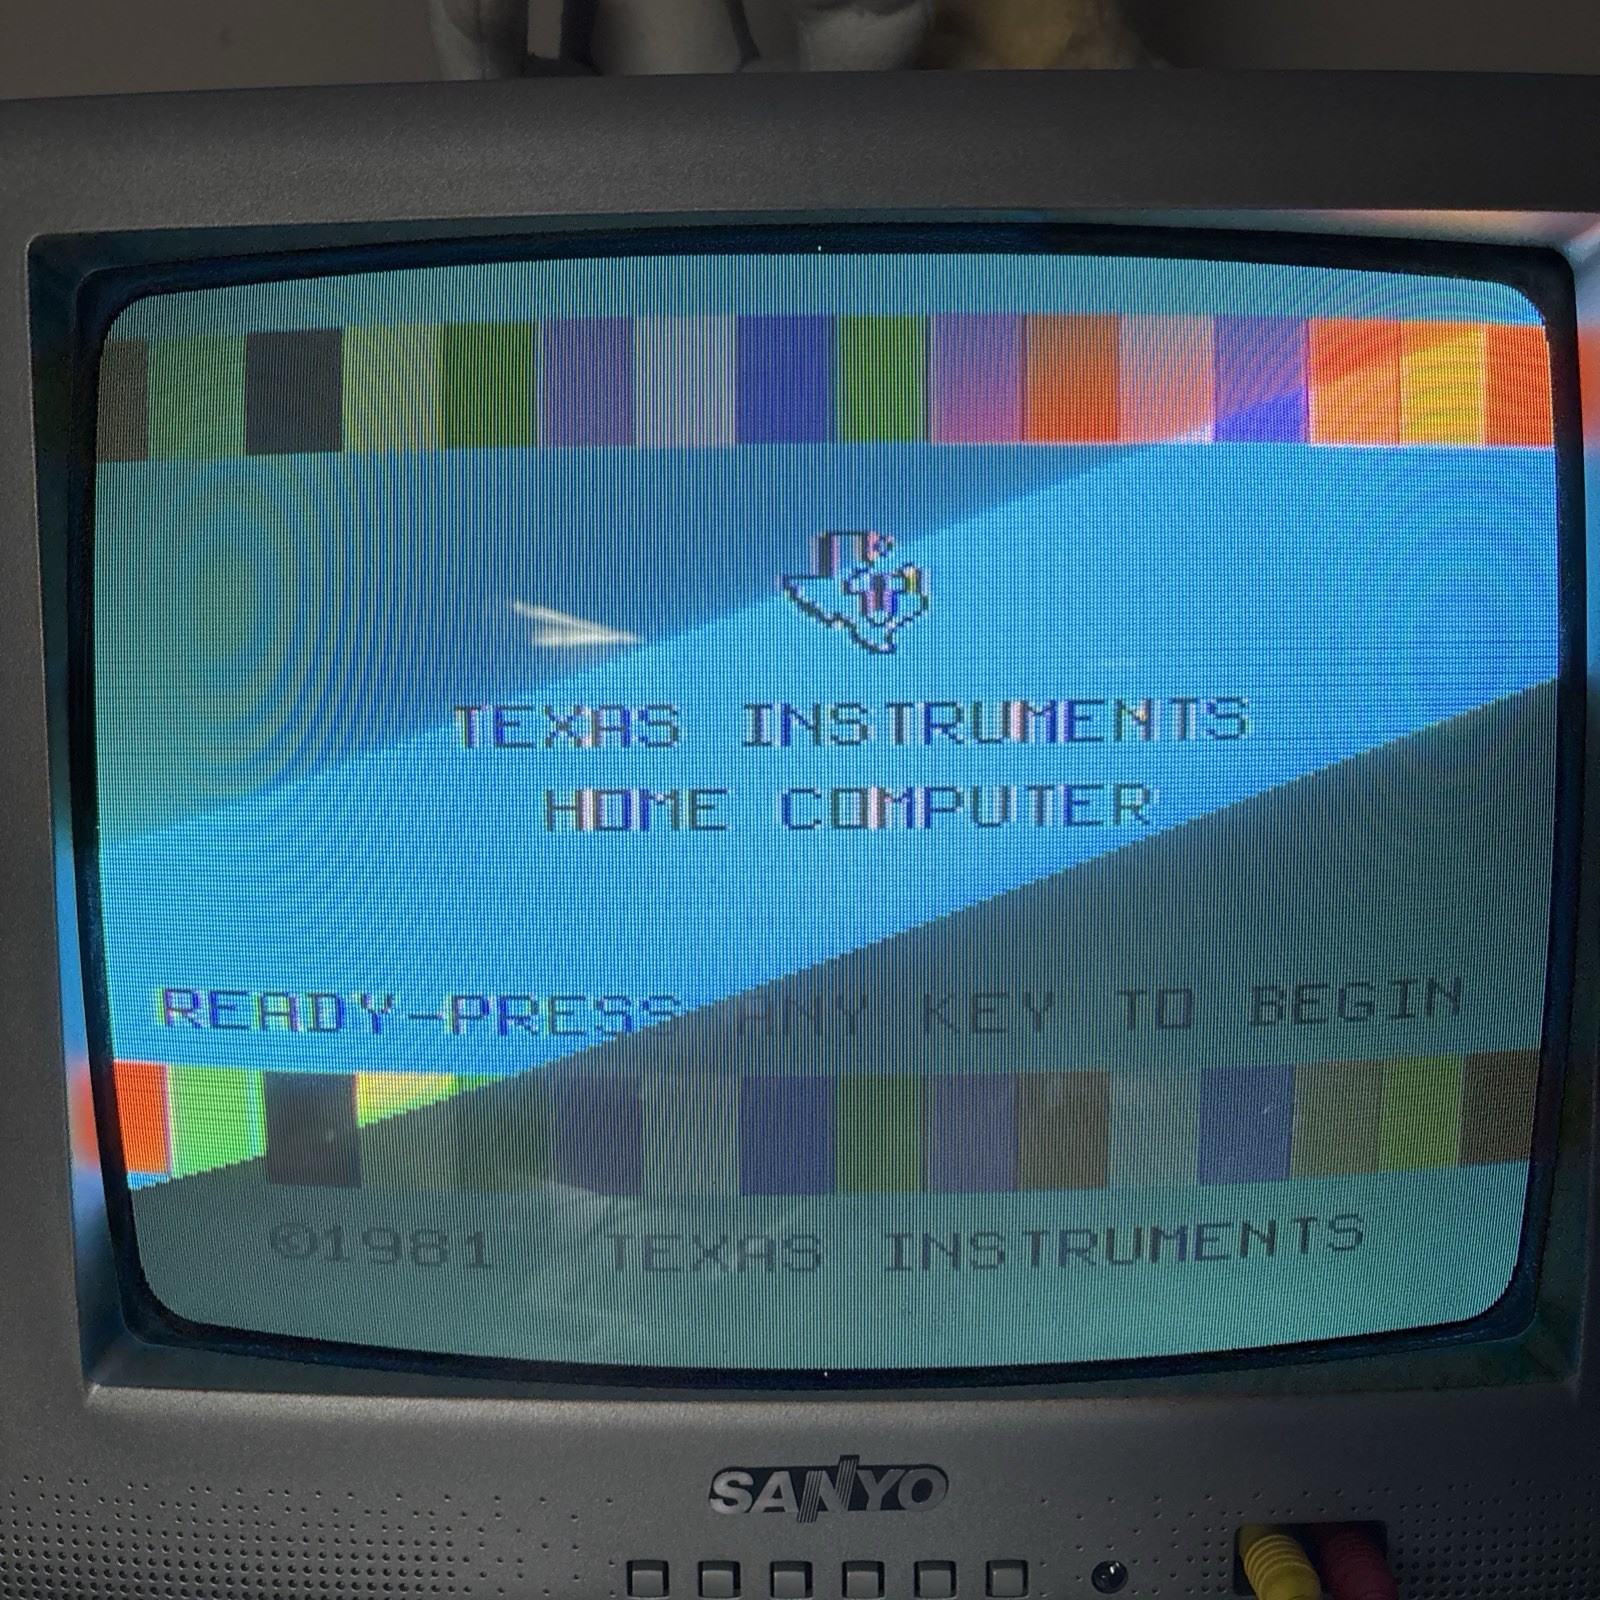 TEXAS INSTRUMENTS
HOME COMPUTER
READY-PRESS ANY KEY TO BEGIN
©1981 TEXAS INSTRUMENTS
SANYO